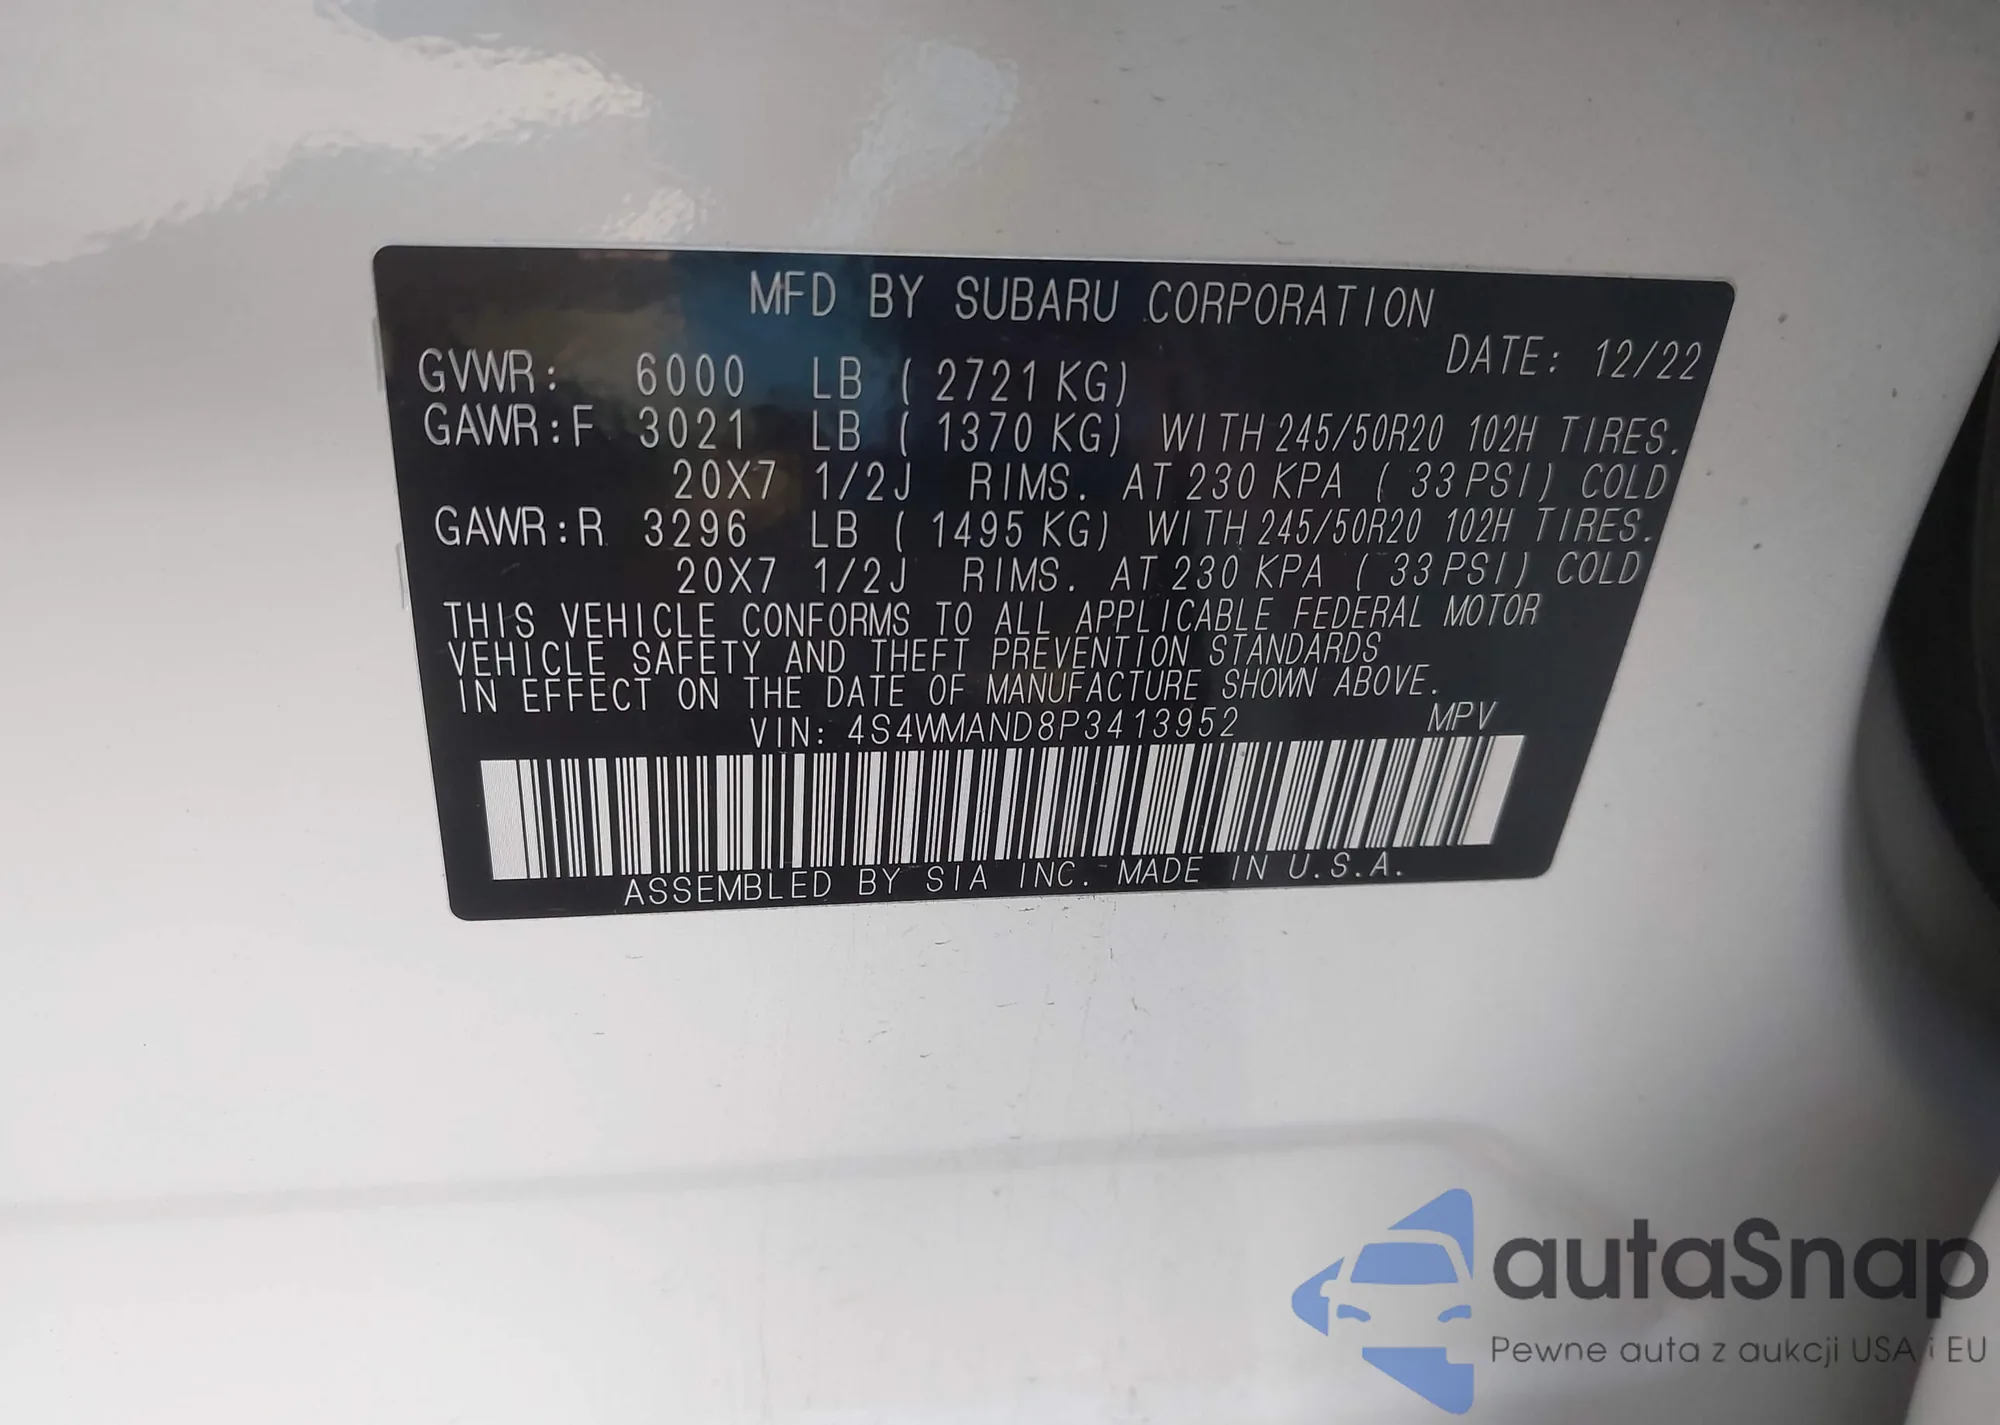 MFD BY SUBARU CORPORATION
DATE: 12/22
GVWR: 6000 LB ( 2721 KG)
GAWR:F 3021 LB ( 1370 KG) WITH 245/50R20 102H TIRES.
20X7 1/2J RIMS. AT 230 KPA ( 33 PSI) COLD
GAWR:R 3296 LB ( 1495 KG) WITH 245/50R20 102H TIRES.
20X7 1/2J RIMS. AT 230 KPA ( 33 PSI) COLD
THIS VEHICLE CONFORMS TO ALL APPLICABLE FEDERAL MOTOR
VEHICLE SAFETY AND THEFT PREVENTION STANDARDS
IN EFFECT ON THE DATE OF MANUFACTURE SHOWN ABOVE.
VIN: 4S4WMAND8P3413952 MPV
ASSEMBLED BY SIA INC. MADE IN U.S.A.
autaSnap
Pewne auta z aukcji USA i EU